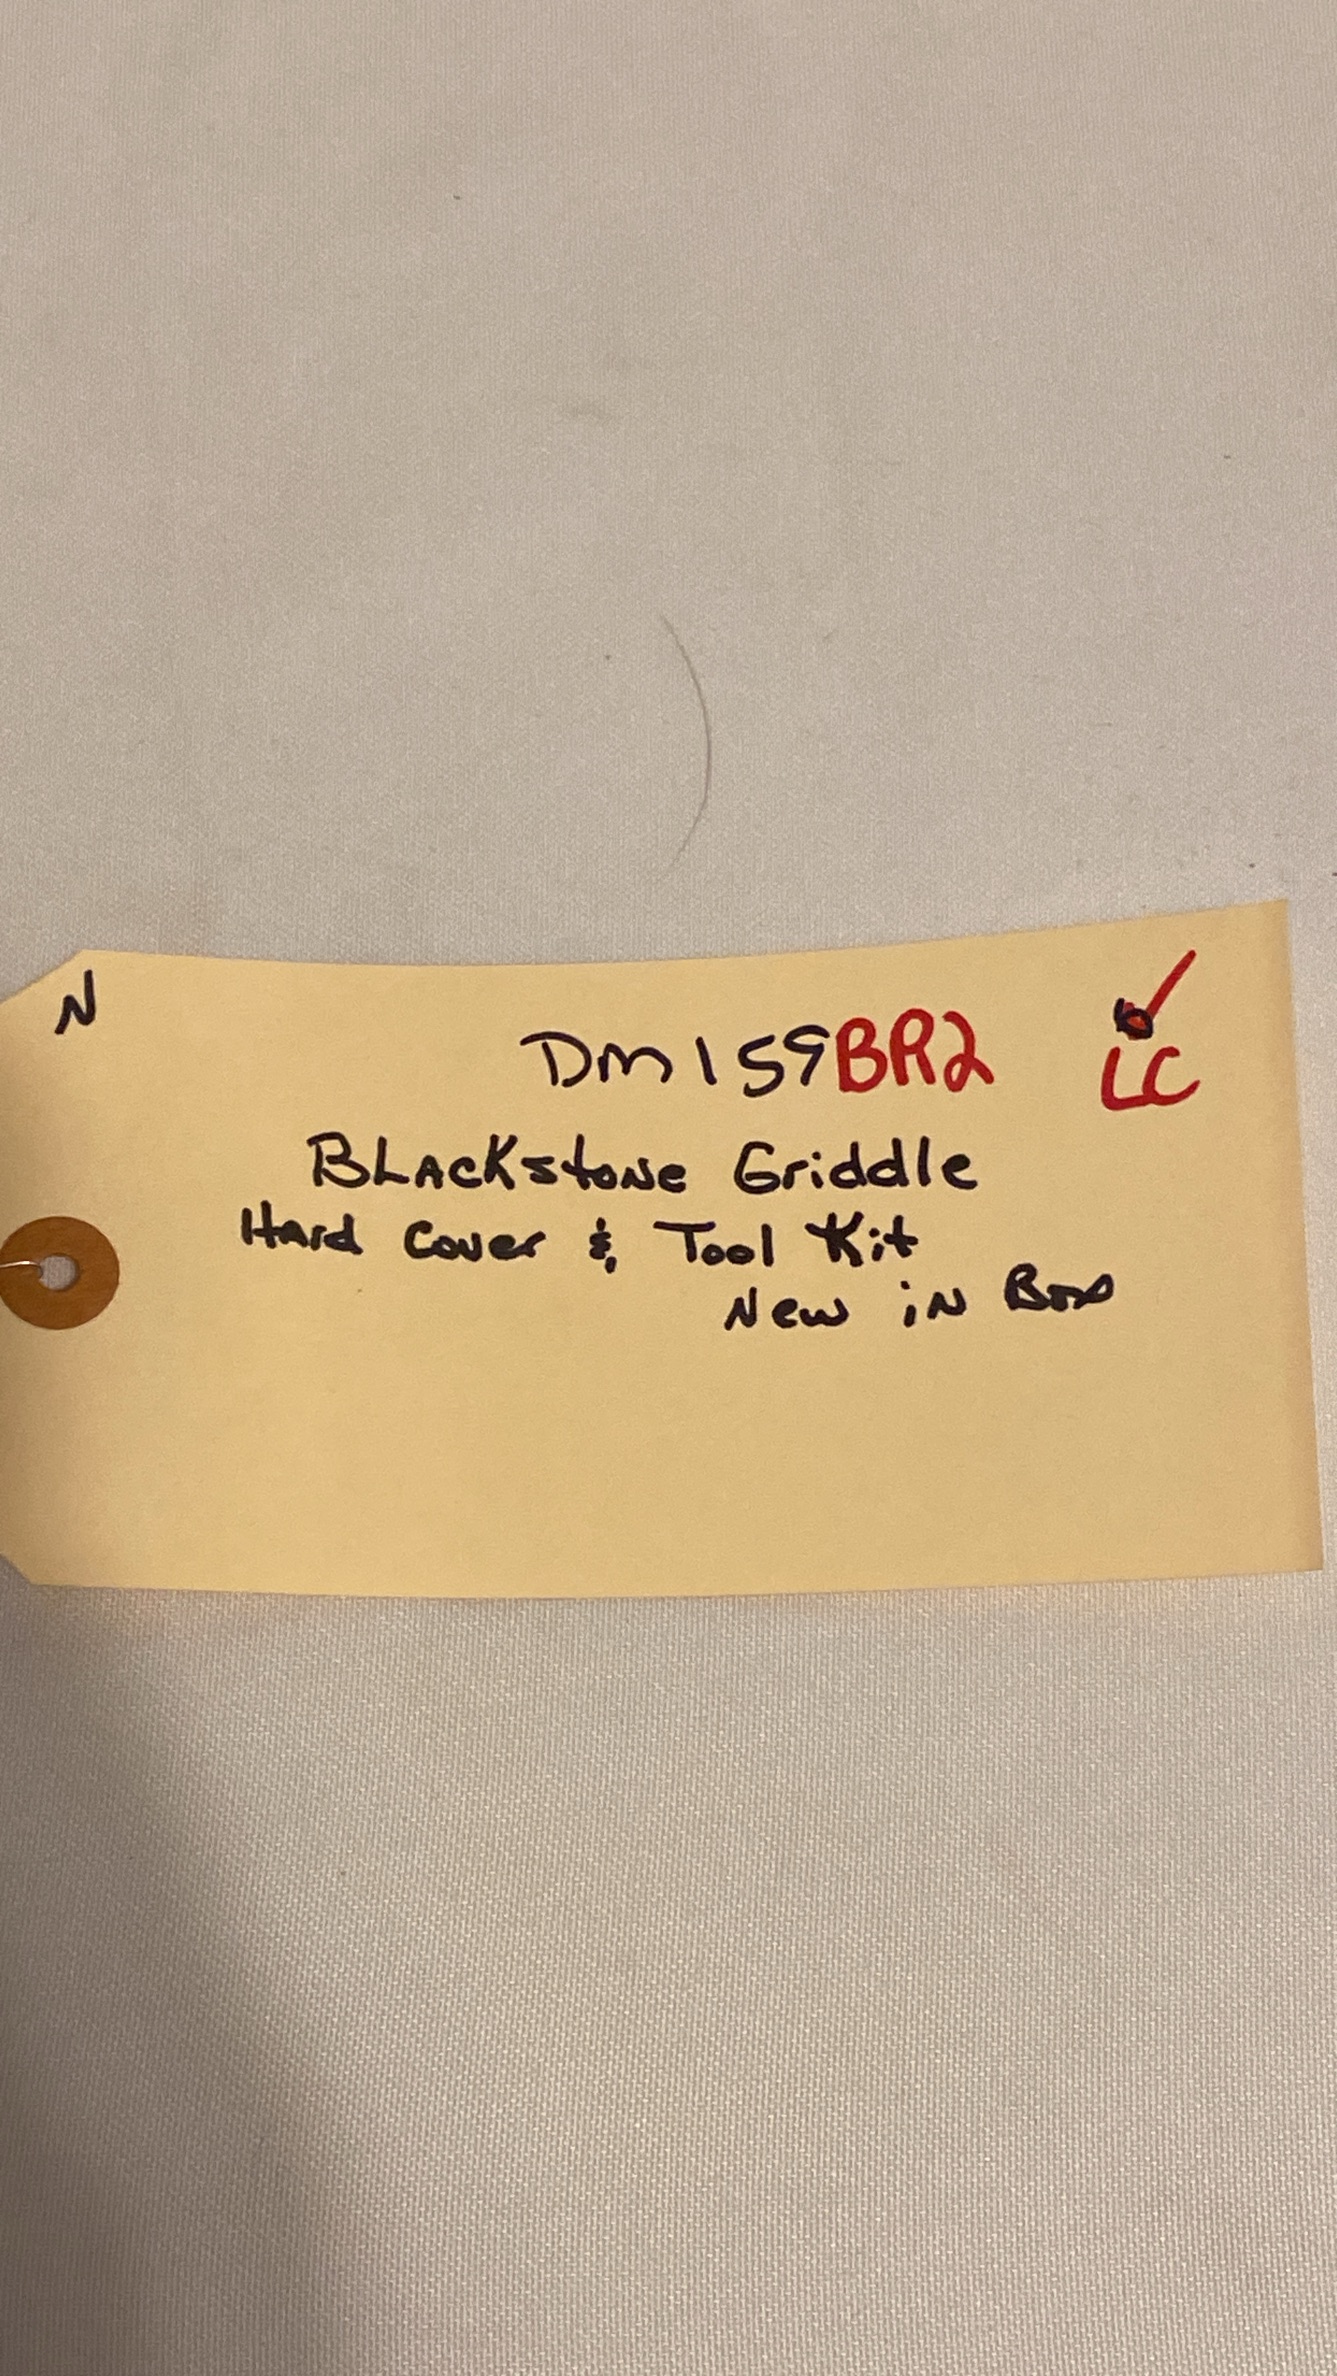 N
Dm159BR2 ✓
LC
BLAcKstoNe Griddle
Hard Cover & Tool Kit
New iN Box